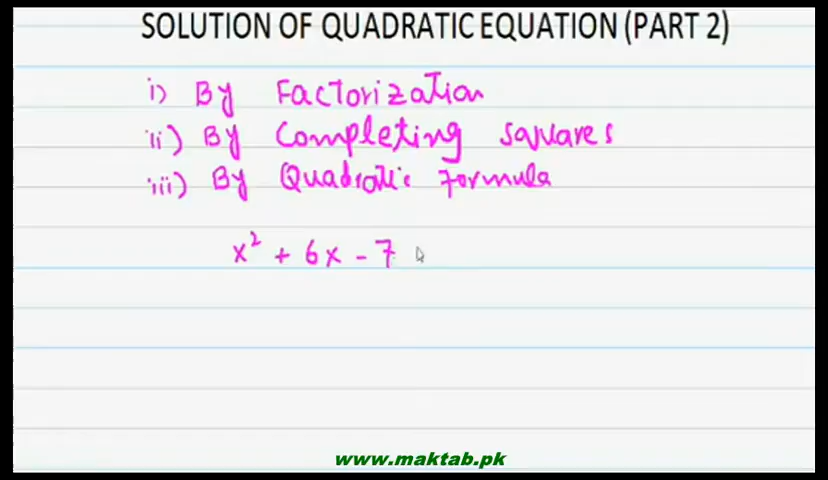 SOLUTION OF QUADRATIC EQUATION (PART 2)
i) By Factorization
ii) By Completing squares
iii) By Quadratic formula
x² + 6x - 7
www.maktab.pk